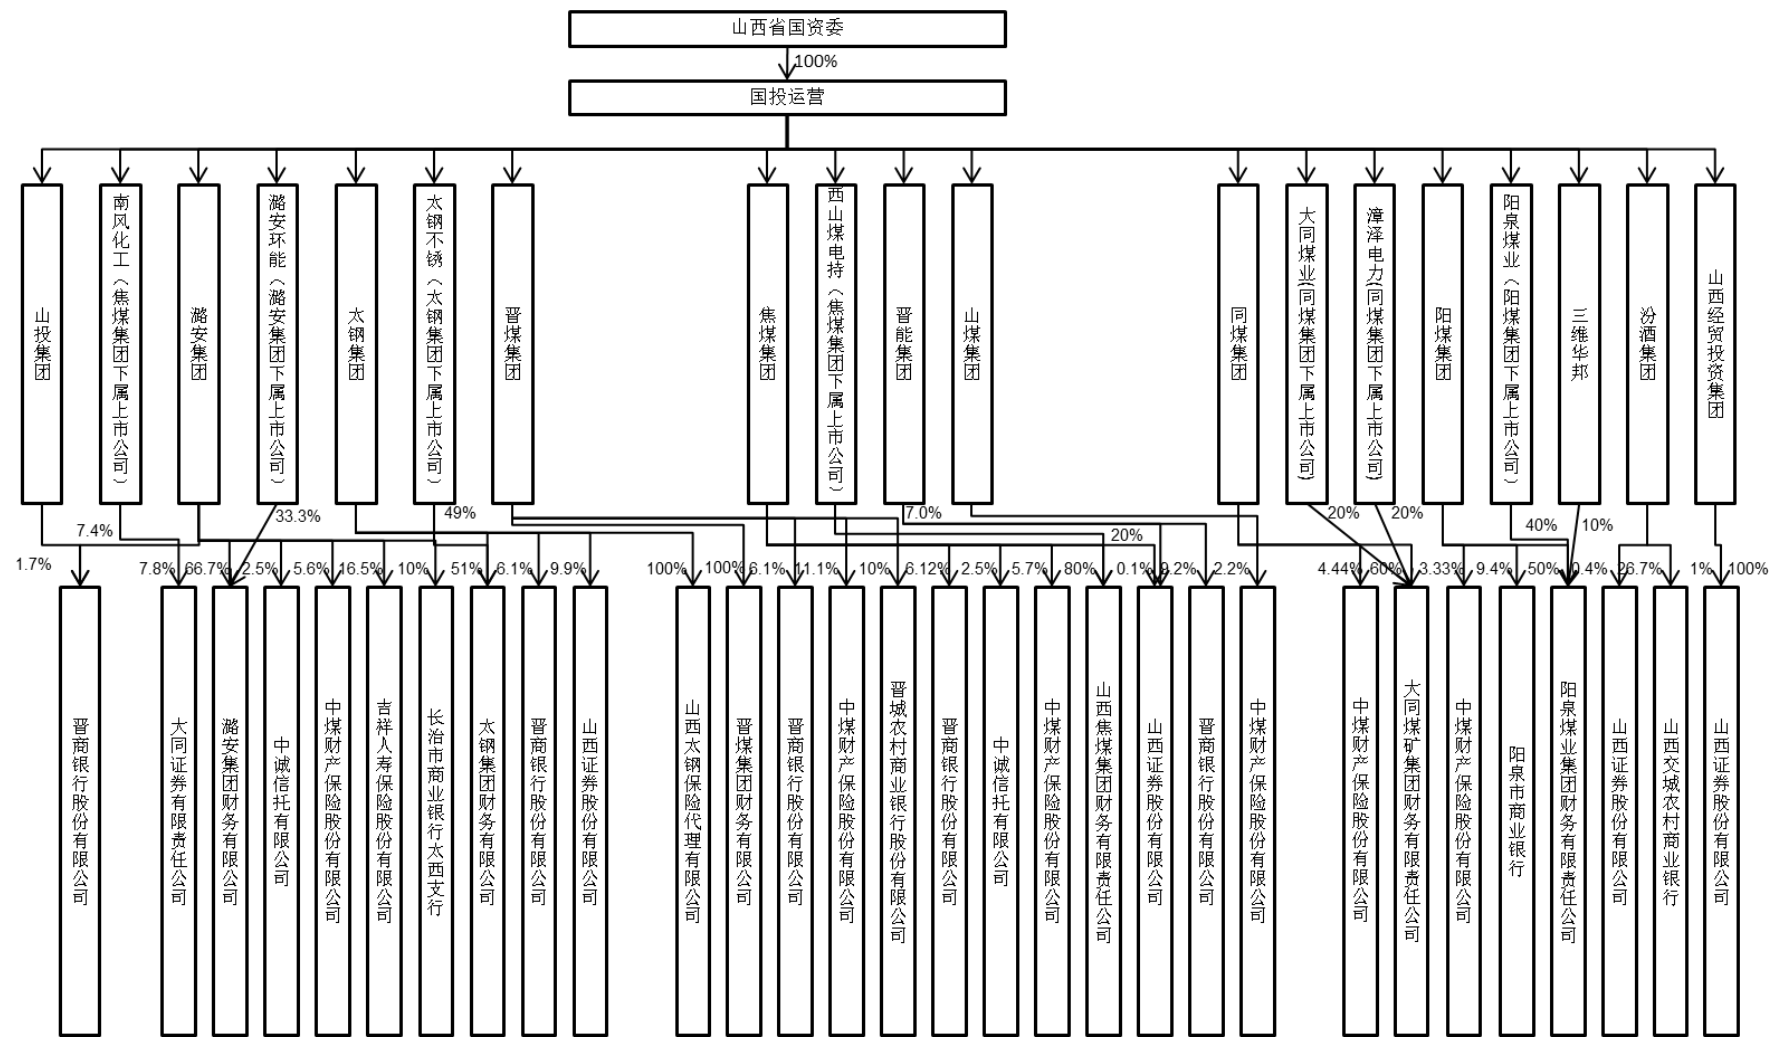 山西省国资委
100%
国投运营
山投集团
南风化工（焦煤集团下属上市公司）
潞安集团
潞安环能（潞安集团下属上市公司）
太钢集团
太钢不锈（太钢集团下属上市公司）
晋煤集团
焦煤集团
西山煤电持（焦煤集团下属上市公司）
晋能集团
山煤集团
同煤集团
大同煤业(同煤集团下属上市公司)
漳泽电力(同煤集团下属上市公司)
阳煤集团
阳泉煤业（阳煤集团下属上市公司）
三维华邦
汾酒集团
山西经贸投资集团
7.4%
33.3%
49%
7.0%
20%
20%
20%
40%
10%
1.7%
7.8%
66.7%
2.5%
5.6%
16.5%
10%
51%
6.1%
9.9%
100%
100%
6.1%
11.1%
10%
6.12%
2.5%
5.7%
80%
0.1%
9.2%
2.2%
4.44%
60%
3.33%
9.4%
50%
0.4%
26.7%
1%
100%
晋商银行股份有限公司
大同证券有限责任公司
潞安集团财务有限公司
中诚信托有限公司
中煤财产保险股份有限公司
吉祥人寿保险股份有限公司
长治市商业银行太西支行
太钢集团财务有限公司
晋商银行股份有限公司
山西证券股份有限公司
山西太钢保险代理有限公司
晋煤集团财务有限公司
晋商银行股份有限公司
中煤财产保险股份有限公司
晋城农村商业银行股份有限公司
晋商银行股份有限公司
中诚信托有限公司
中煤财产保险股份有限公司
山西焦煤集团财务有限责任公司
山西证券股份有限公司
晋商银行股份有限公司
中煤财产保险股份有限公司
中煤财产保险股份有限公司
大同煤矿集团财务有限责任公司
中煤财产保险股份有限公司
阳泉市商业银行
阳泉煤业集团财务有限责任公司
山西证券股份有限公司
山西交城农村商业银行
山西证券股份有限公司